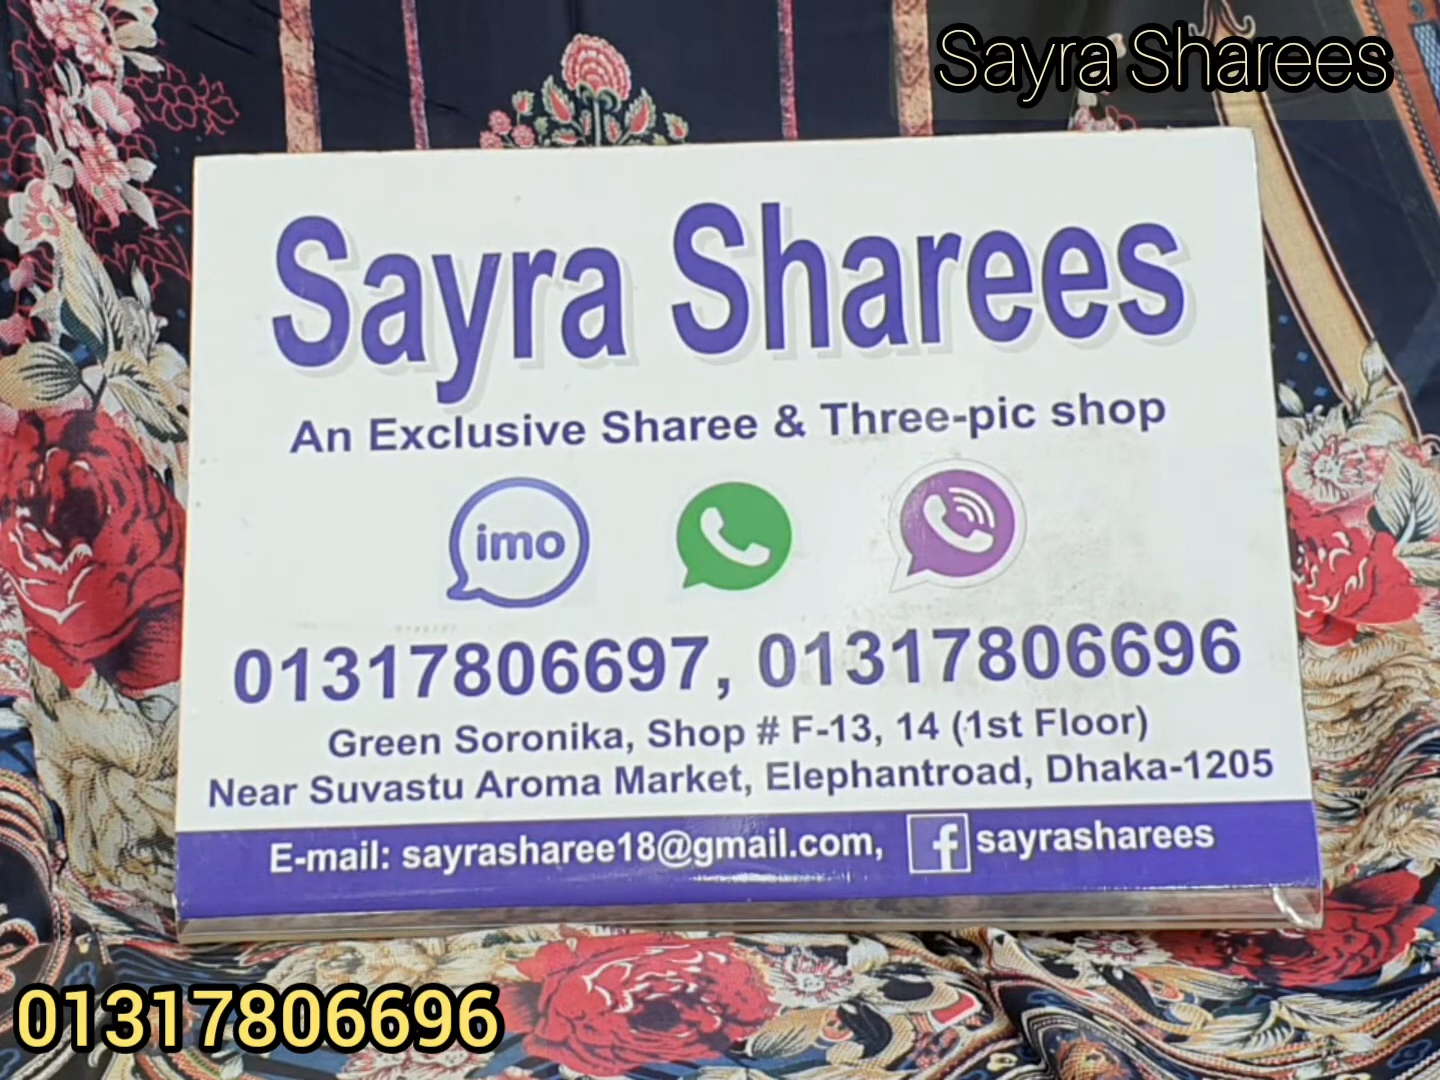 Sayra Sharees
Sayra Sharees
An Exclusive Sharee & Three-pic shop
imo
01317806697, 01317806696
Green Soronika, Shop # F-13, 14 (1st Floor)
Near Suvastu Aroma Market, Elephantroad, Dhaka-1205
E-mail: sayrasharee18@gmail.com, f sayrasharees
01317806696